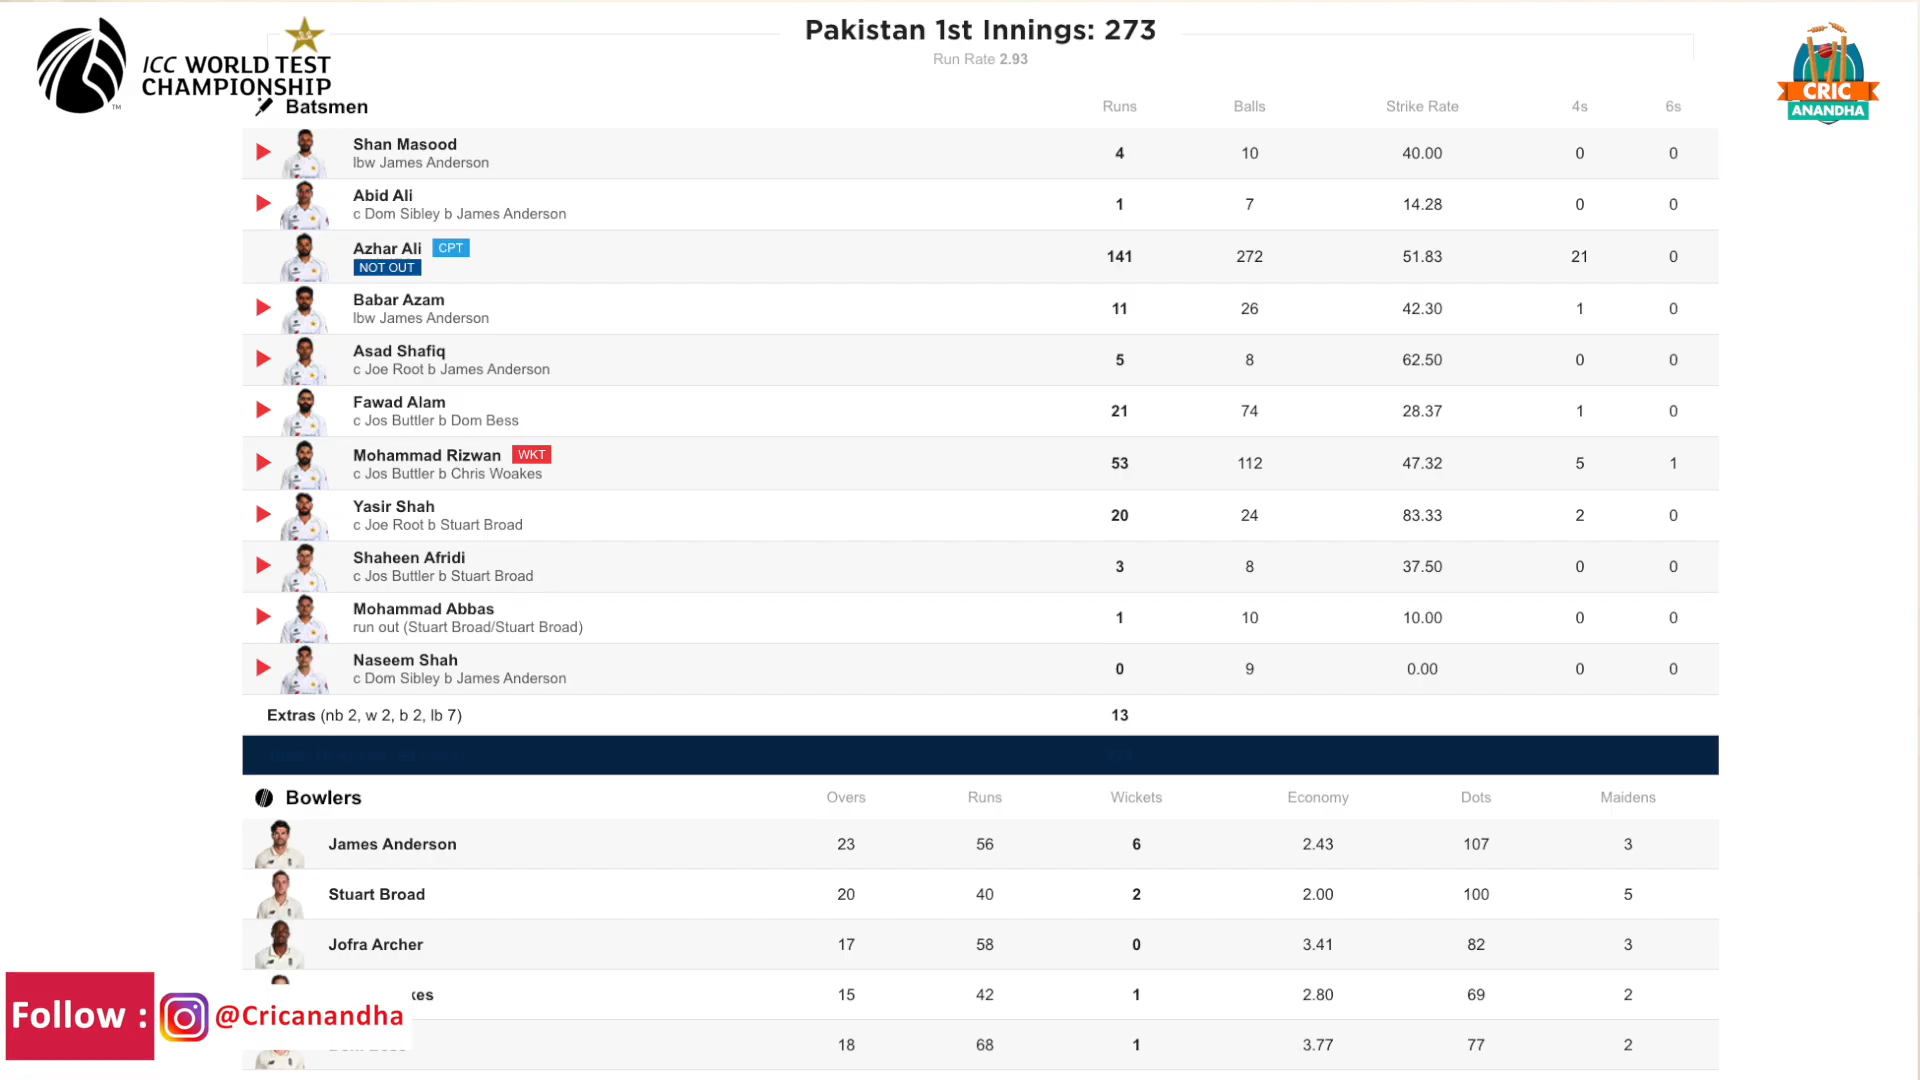 Pakistan 1st Innings: 273
Run Rate 2.93
ICC WORLD TEST
CHAMPIONSHIP
TM
CRIC
ANANDHA
Batsmen Runs Balls Strike Rate 4s 6s
Shan Masood 4 10 40.00 0 0
lbw James Anderson
Abid Ali 1 7 14.28 0 0
c Dom Sibley b James Anderson
Azhar Ali CPT 141 272 51.83 21 0
NOT OUT
Babar Azam 11 26 42.30 1 0
lbw James Anderson
Asad Shafiq 5 8 62.50 0 0
c Joe Root b James Anderson
Fawad Alam 21 74 28.37 1 0
c Jos Buttler b Dom Bess
Mohammad Rizwan WKT 53 112 47.32 5 1
c Jos Buttler b Chris Woakes
Yasir Shah 20 24 83.33 2 0
c Joe Root b Stuart Broad
Shaheen Afridi 3 8 37.50 0 0
c Jos Buttler b Stuart Broad
Mohammad Abbas 1 10 10.00 0 0
run out (Stuart Broad/Stuart Broad)
Naseem Shah 0 9 0.00 0 0
c Dom Sibley b James Anderson
Extras (nb 2, w 2, b 2, lb 7) 13
Bowlers Overs Runs Wickets Economy Dots Maidens
James Anderson 23 56 6 2.43 107 3
Stuart Broad 20 40 2 2.00 100 5
Jofra Archer 17 58 0 3.41 82 3
kes 15 42 1 2.80 69 2
18 68 1 3.77 77 2
Follow : @Cricanandha